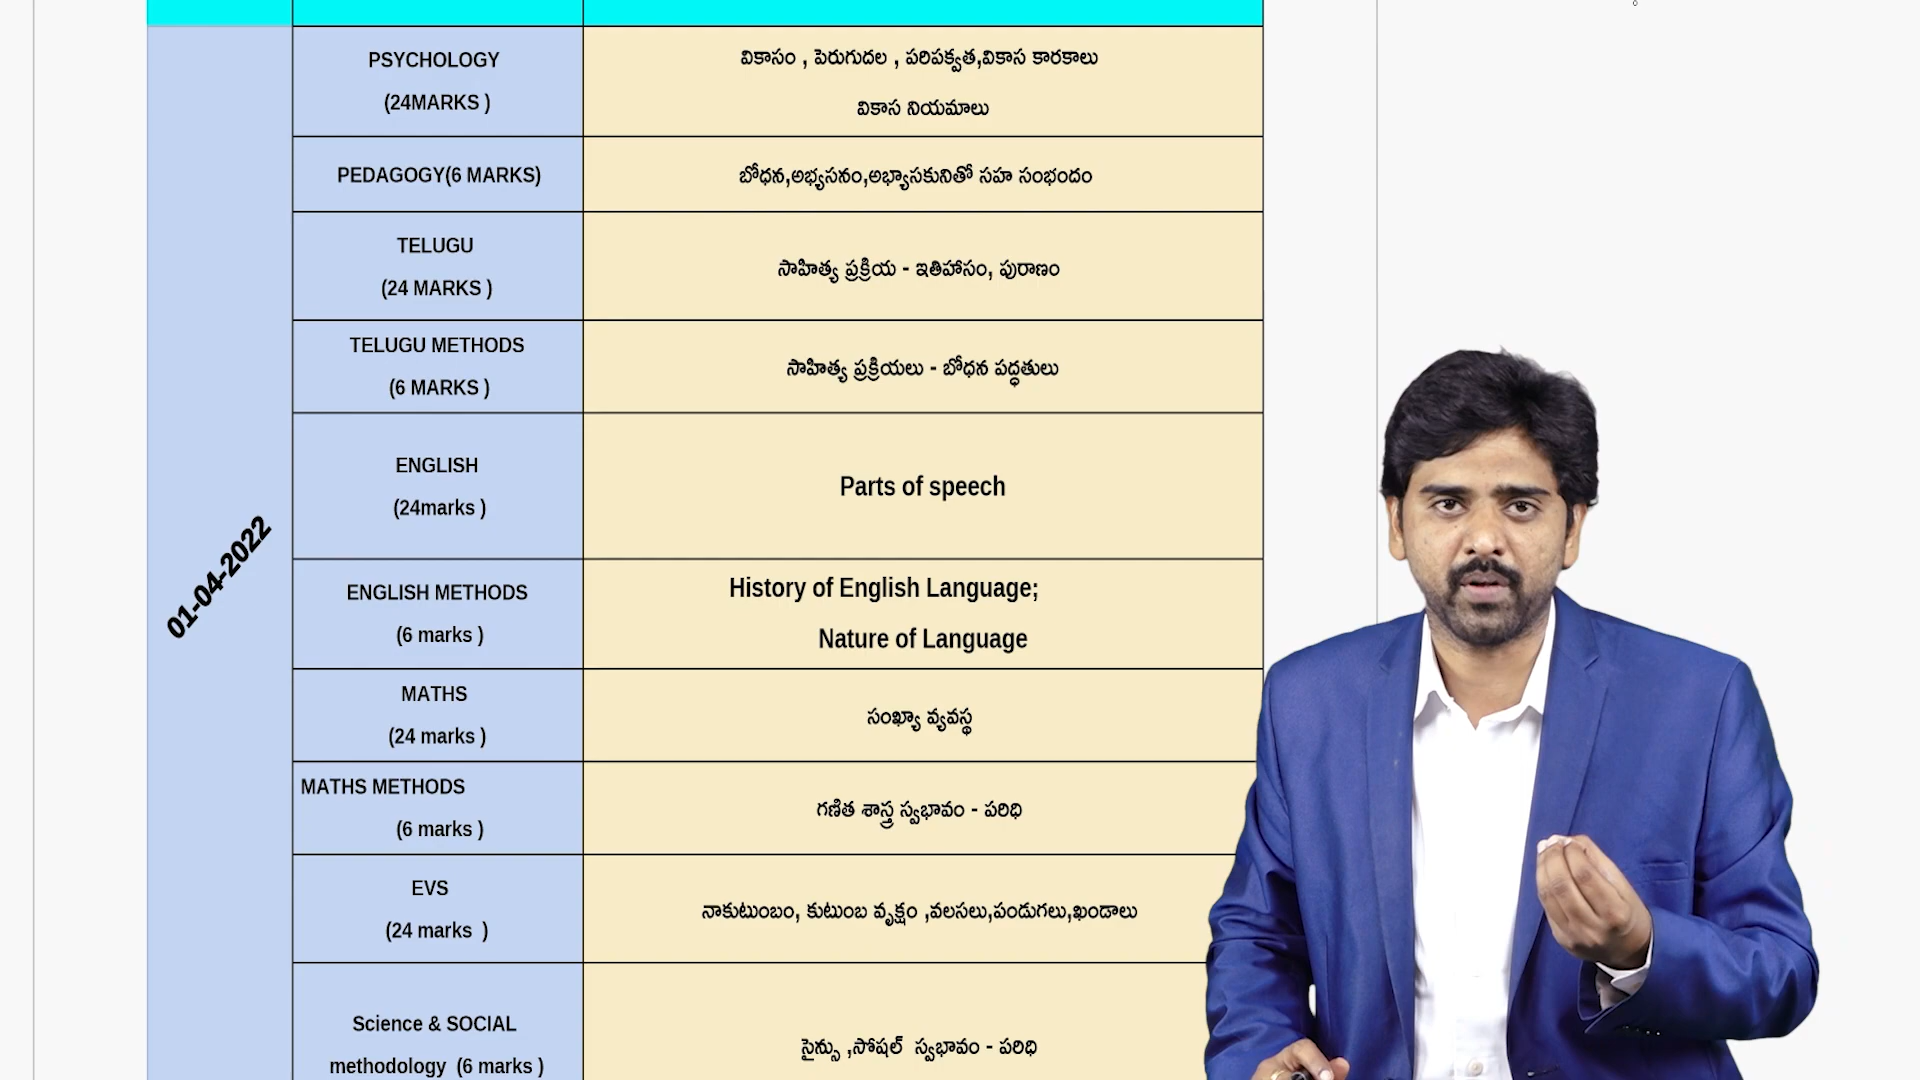 01-04-2022
PSYCHOLOGY
(24MARKS )
వికాసం , పెరుగుదల , పరిపక్వత,వికాస కారకాలు
వికాస నియమాలు
PEDAGOGY(6 MARKS)
బోధన,అభ్యసనం,అభ్యాసకునితో సహ సంభందం
TELUGU
(24 MARKS )
సాహిత్య ప్రక్రియ - ఇతిహాసం, పురాణం
TELUGU METHODS
(6 MARKS )
సాహిత్య ప్రక్రియలు - బోధన పద్ధతులు
ENGLISH
(24marks )
Parts of speech
ENGLISH METHODS
(6 marks )
History of English Language;
Nature of Language
MATHS
(24 marks )
సంఖ్యా వ్యవస్థ
MATHS METHODS
(6 marks )
గణిత శాస్త్ర స్వభావం - పరిధి
EVS
(24 marks )
నాకుటుంబం, కుటుంబ వృక్షం ,వలసలు,పండుగలు,ఖండాలు
Science & SOCIAL
methodology (6 marks )
సైన్సు ,సోషల్ స్వభావం - పరిధి